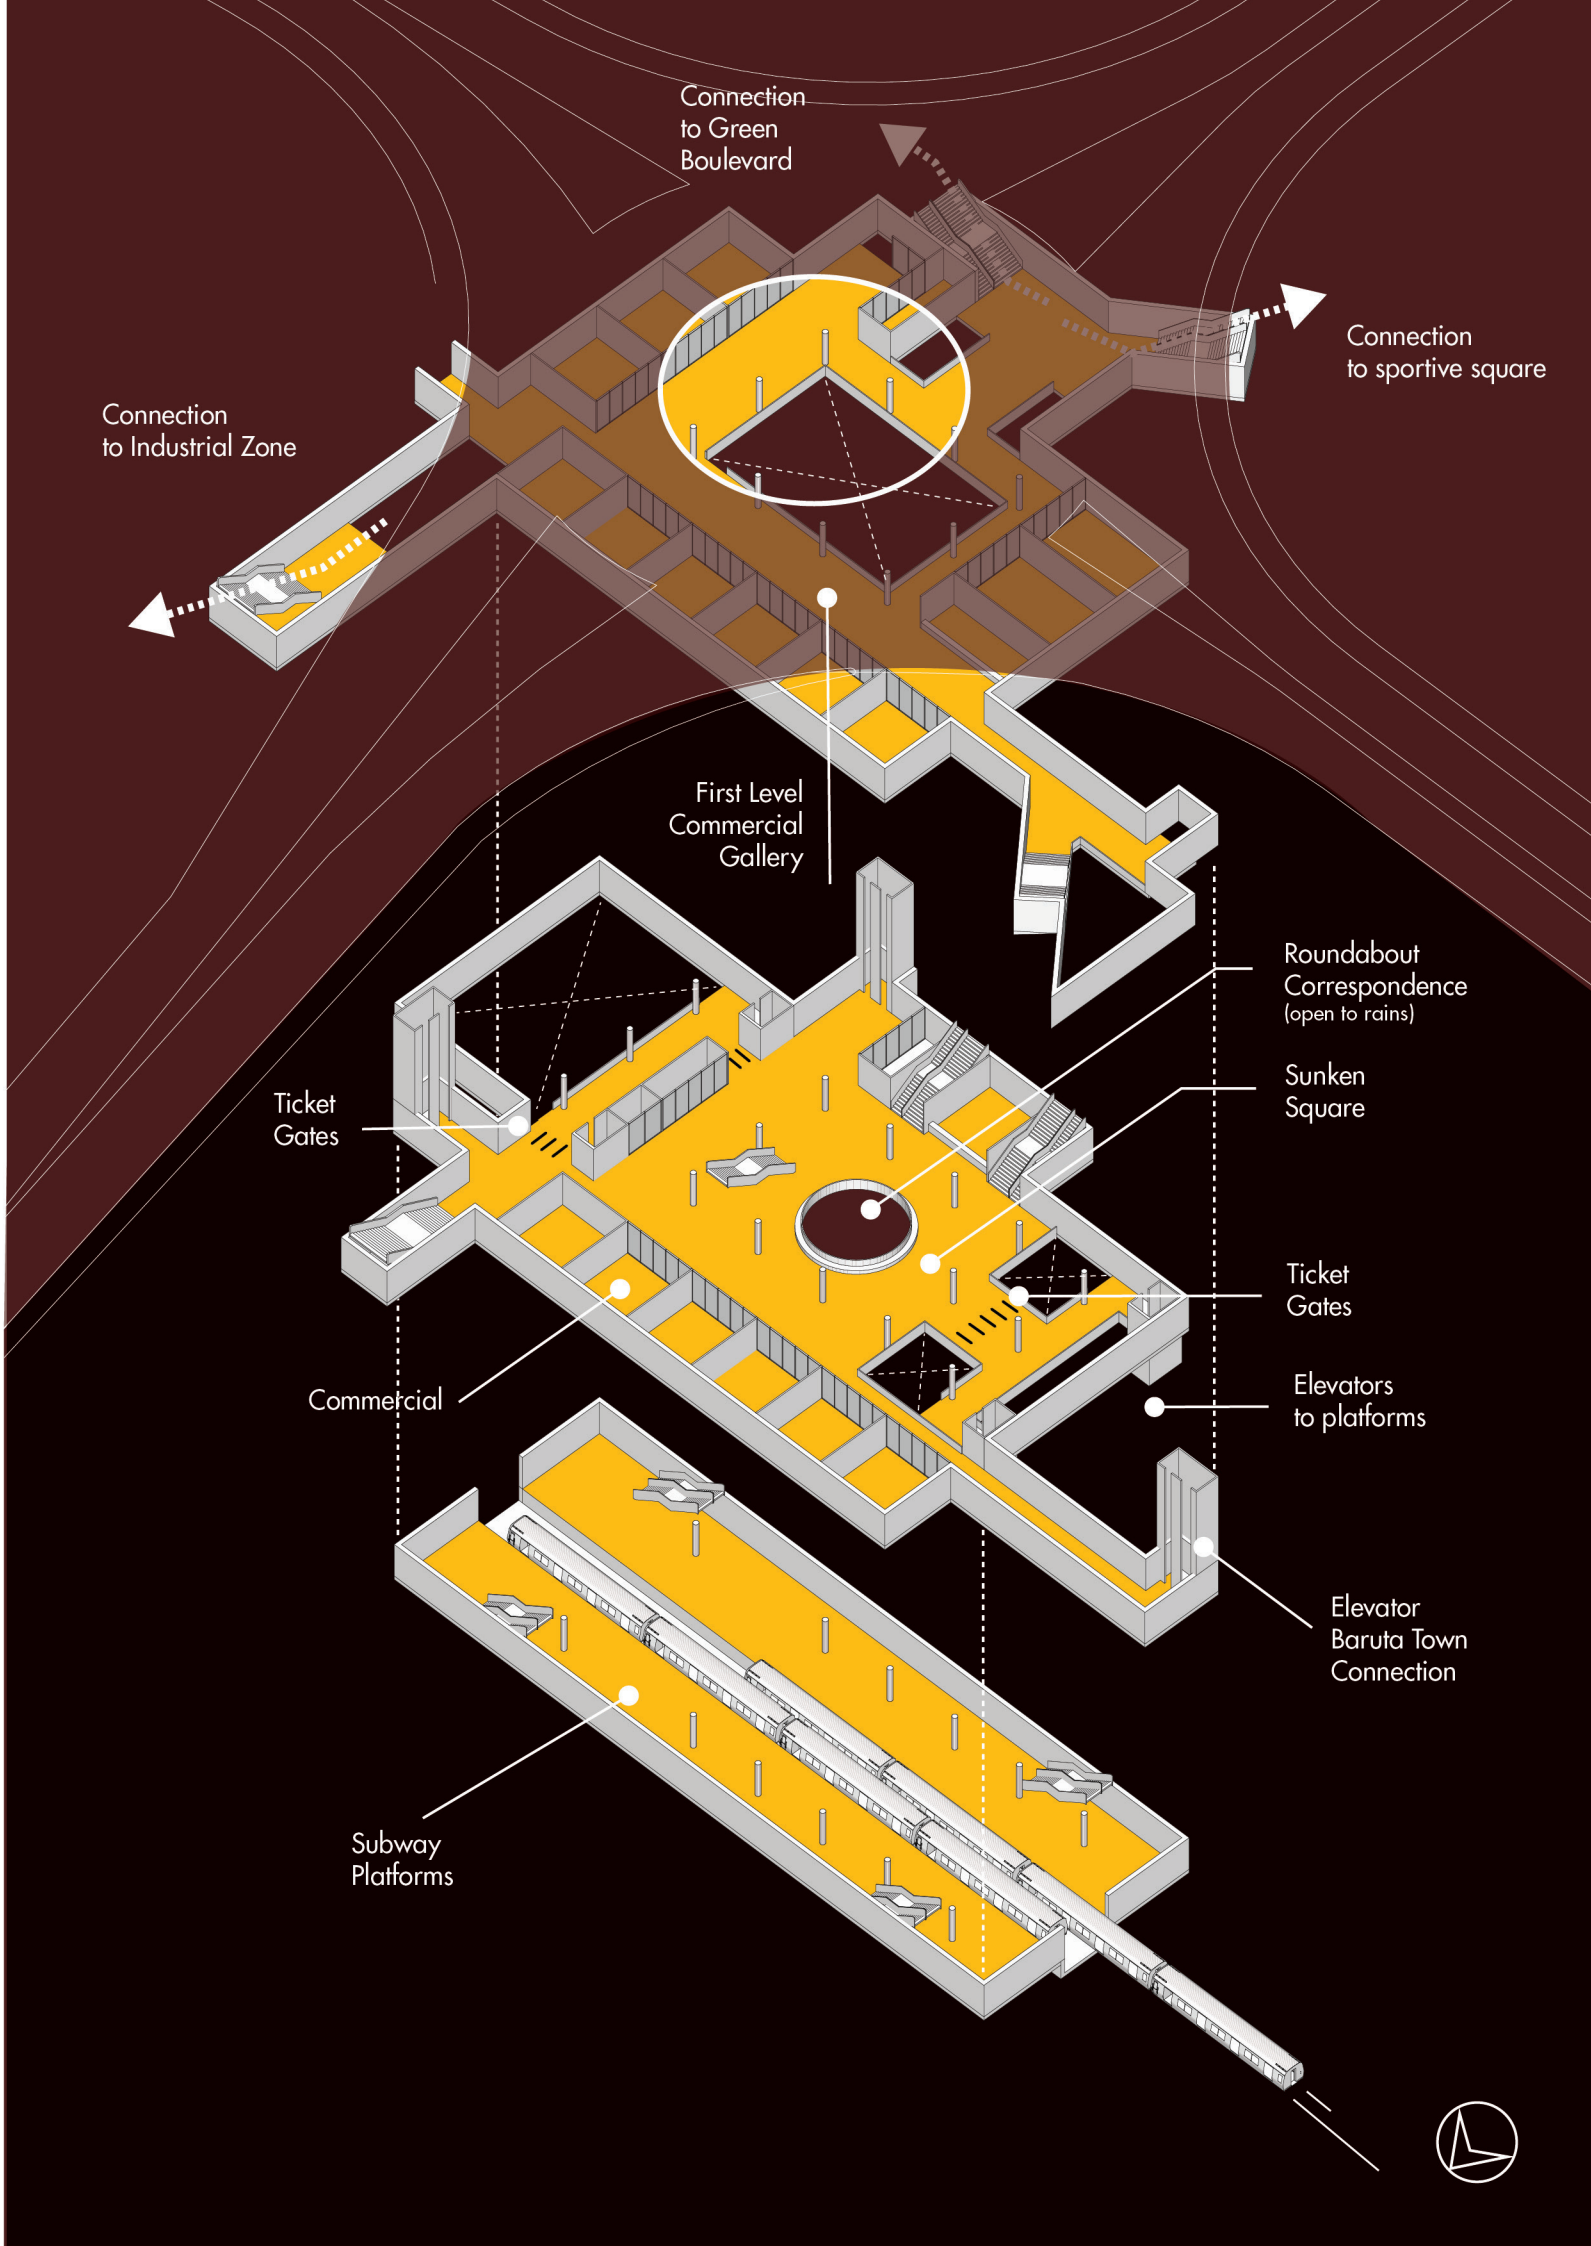 Connection
to Green
Boulevard
Connection
to sportive square
Connection
to Industrial Zone
First Level
Commercial
Gallery
Roundabout
Correspondence
(open to rains)
Sunken
Square
Ticket
Gates
Ticket
Gates
Elevators
to platforms
Commercial
Elevator
Baruta Town
Connection
Subway
Platforms